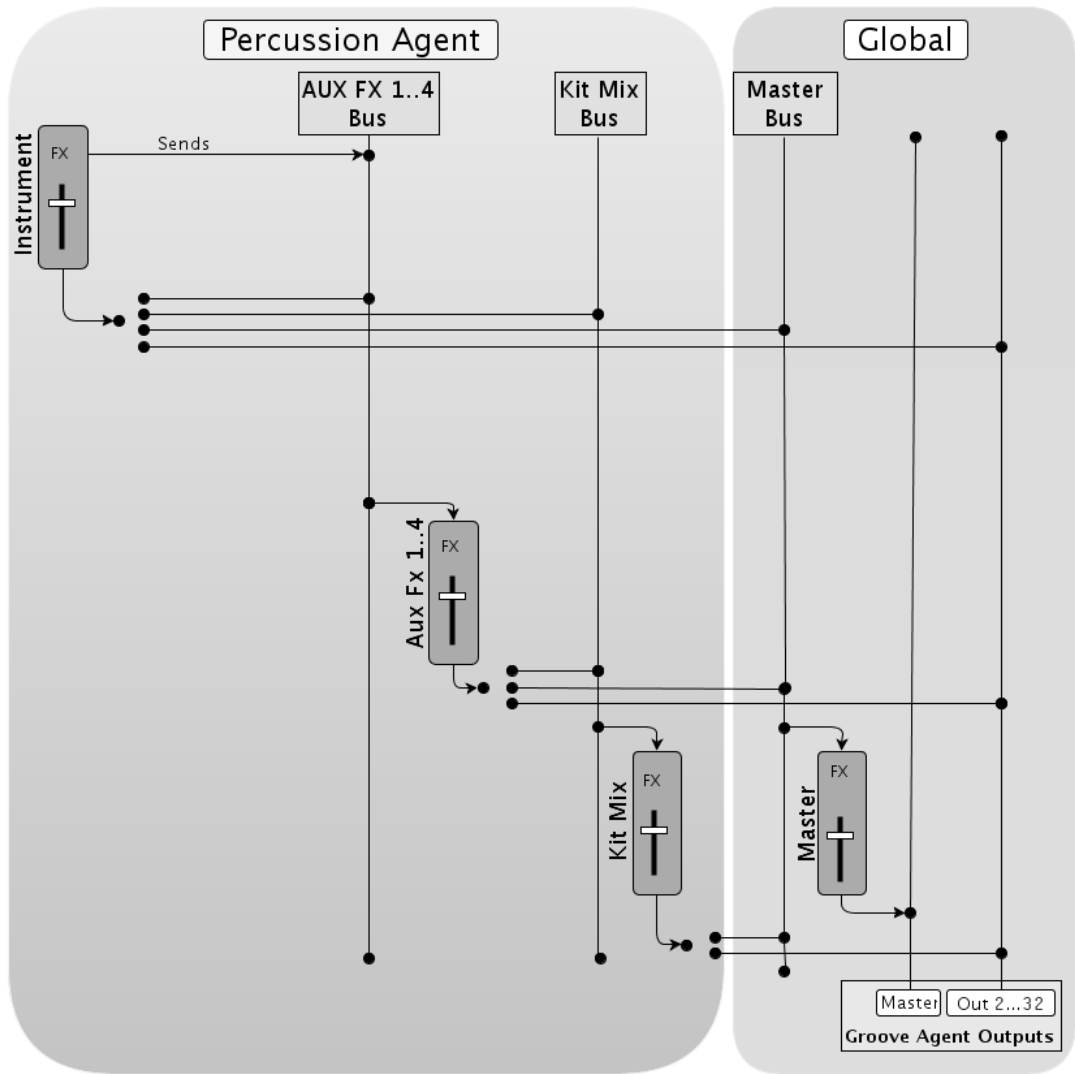 Percussion Agent
Global
AUX FX 1..4
Bus
Kit Mix
Bus
Master
Bus
Instrument
FX
Sends
Aux Fx 1..4
FX
Kit Mix
FX
Master
FX
Master
Out 2...32
Groove Agent Outputs